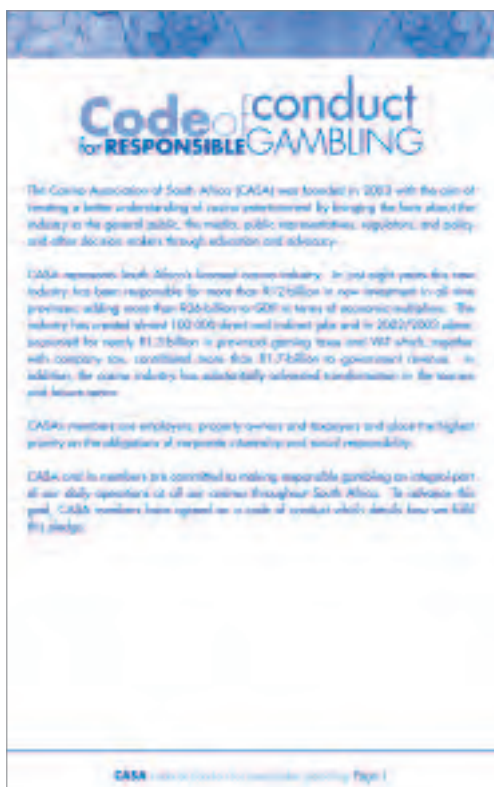 Code of conduct
for RESPONSIBLE GAMBLING
The Casino Association of South Africa (CASA) was founded in 2003 with the aim of
creating a better understanding of casino entertainment by bringing the facts about the
industry to the general public, the media, public representatives, regulators, and policy
and other decision makers through education and advocacy.
CASA represents South Africa's licensed casino industry. In just eight years this new
industry has been responsible for more than R12-billion in new investment in all nine
provinces; adding more than R26-billion to GDP in terms of economic multipliers. The
industry has created almost 100 000 direct and indirect jobs and in 2002/2003 alone
accounted for nearly R1.3-billion in provincial gaming taxes and VAT which, together
with company tax, contributed more than R1.7-billion to government revenue. In
addition, the casino industry has substantially advanced transformation in the tourism
and leisure sector.
CASA's members are employers, property owners and taxpayers and place the highest
priority on the obligations of corporate citizenship and social responsibility.
CASA and its members are committed to making responsible gambling an integral part
of our daily operations at all our casinos throughout South Africa. To advance this
goal, CASA members have agreed on a code of conduct which details how we fulfil
this pledge.
CASA Page 1